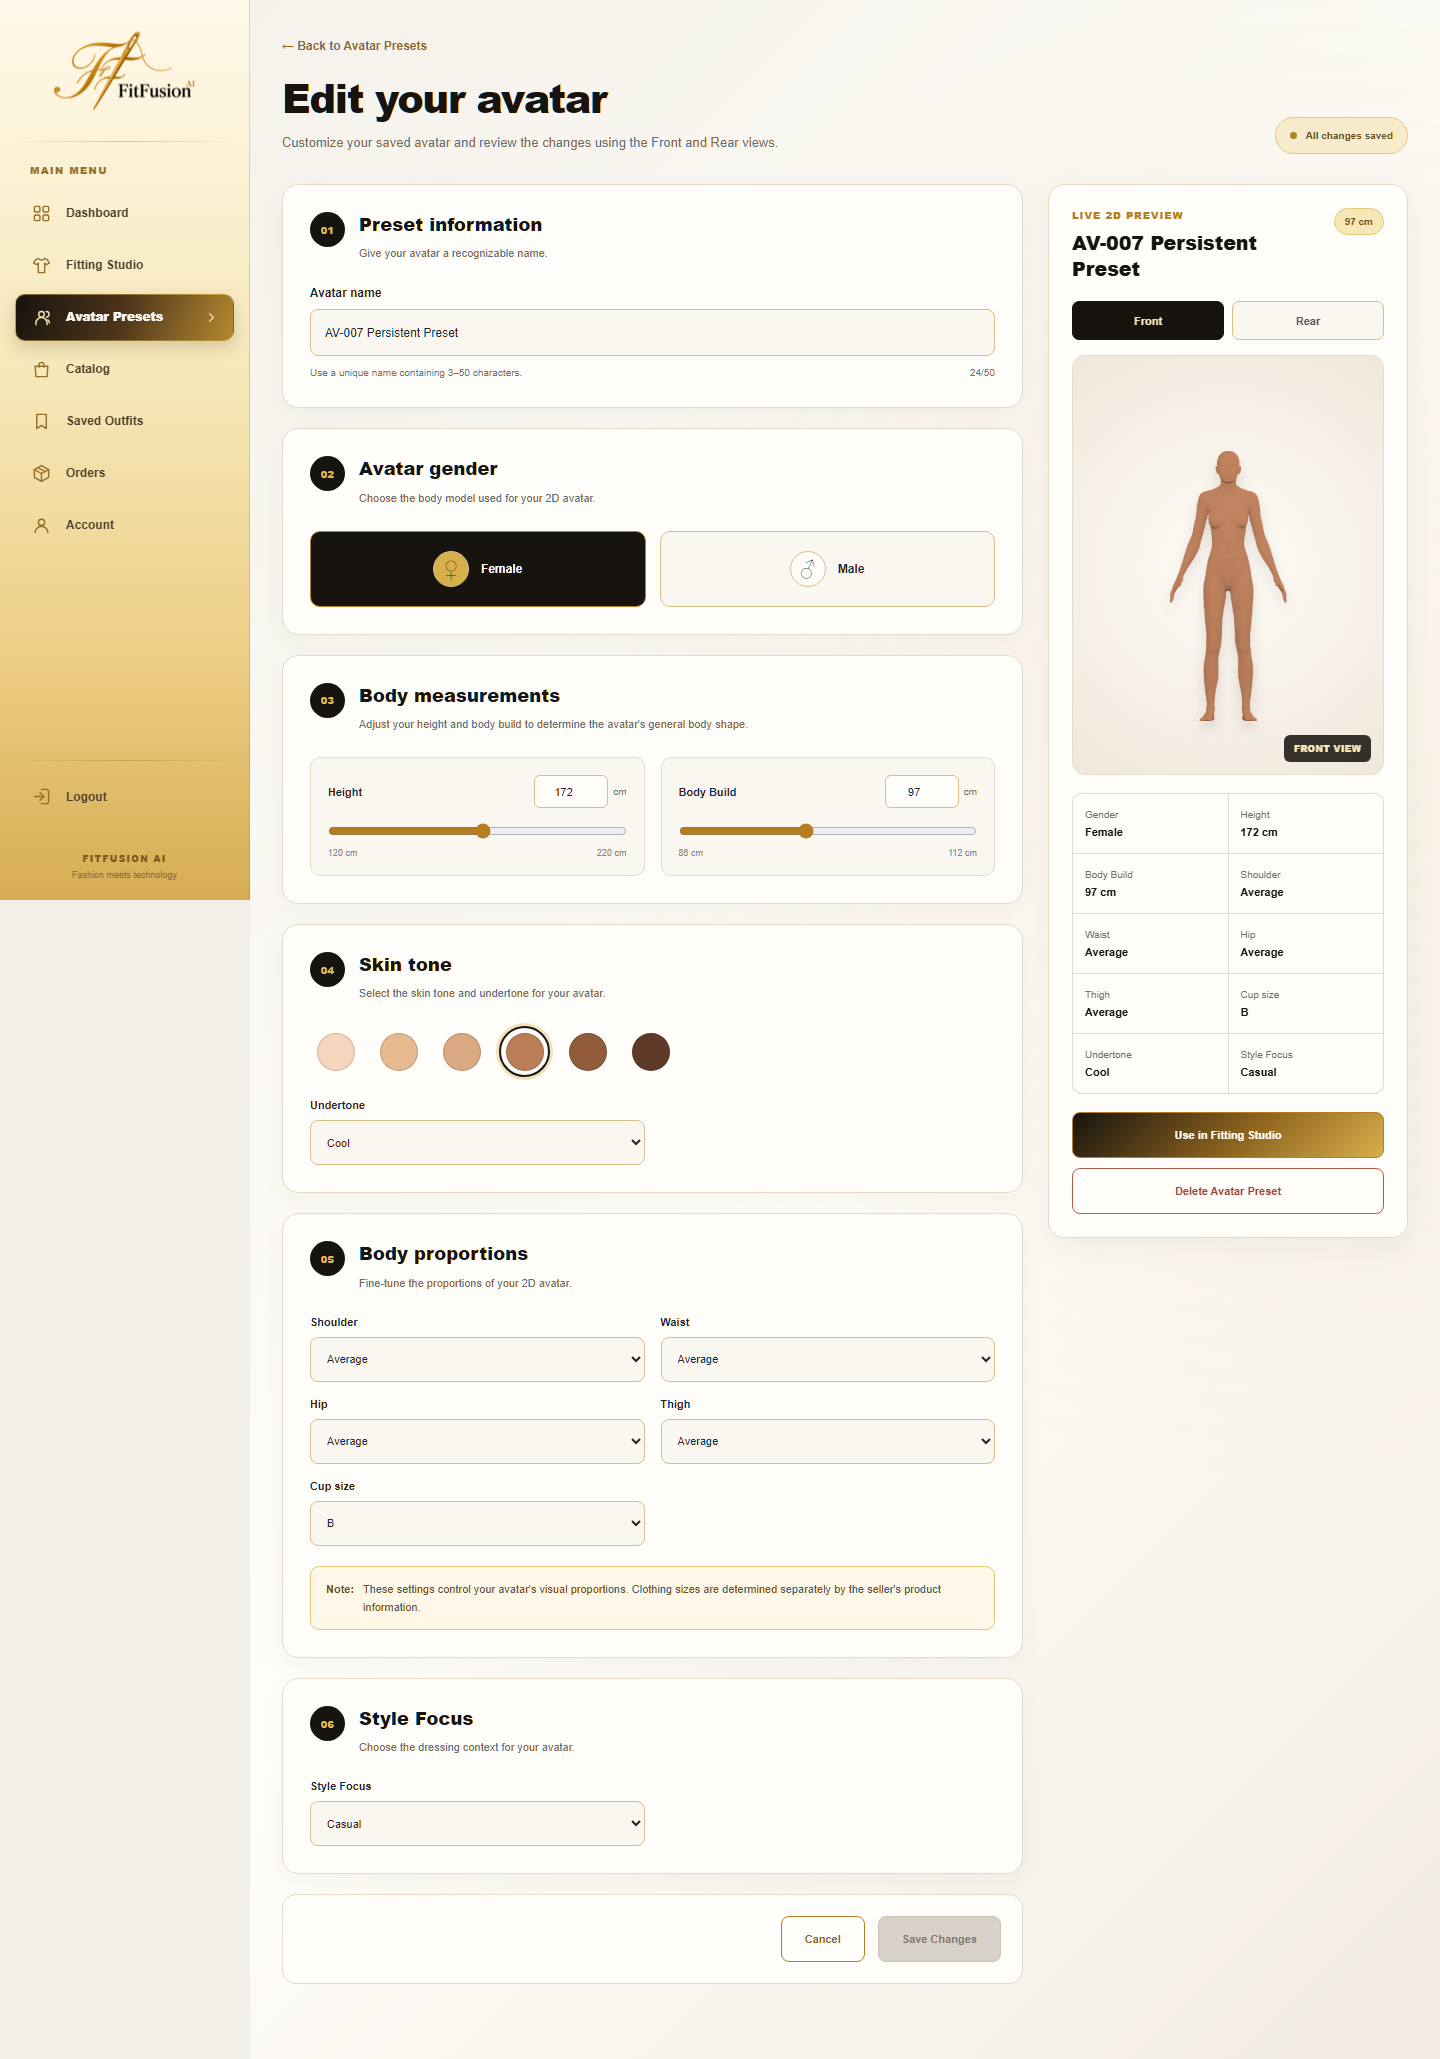 FitFusion AI
MAIN MENU
Dashboard
Fitting Studio
Avatar Presets
Catalog
Saved Outfits
Orders
Account
Logout
FITFUSION AI
Fashion meets technology
← Back to Avatar Presets
Edit your avatar
Customize your saved avatar and review the changes using the Front and Rear views.
All changes saved
01
Preset information
Give your avatar a recognizable name.
Avatar name
AV-007 Persistent Preset
Use a unique name containing 3–50 characters.
24/50
02
Avatar gender
Choose the body model used for your 2D avatar.
♀ Female
♂ Male
03
Body measurements
Adjust your height and body build to determine the avatar's general body shape.
Height
172 cm
120 cm
220 cm
Body Build
97 cm
86 cm
112 cm
04
Skin tone
Select the skin tone and undertone for your avatar.
Undertone
Cool
05
Body proportions
Fine-tune the proportions of your 2D avatar.
Shoulder
Average
Waist
Average
Hip
Average
Thigh
Average
Cup size
B
Note: These settings control your avatar's visual proportions. Clothing sizes are determined separately by the seller's product
information.
06
Style Focus
Choose the dressing context for your avatar.
Style Focus
Casual
Cancel
Save Changes
LIVE 2D PREVIEW
97 cm
AV-007 Persistent
Preset
Front
Rear
FRONT VIEW
Gender
Female
Height
172 cm
Body Build
97 cm
Shoulder
Average
Waist
Average
Hip
Average
Thigh
Average
Cup size
B
Undertone
Cool
Style Focus
Casual
Use in Fitting Studio
Delete Avatar Preset